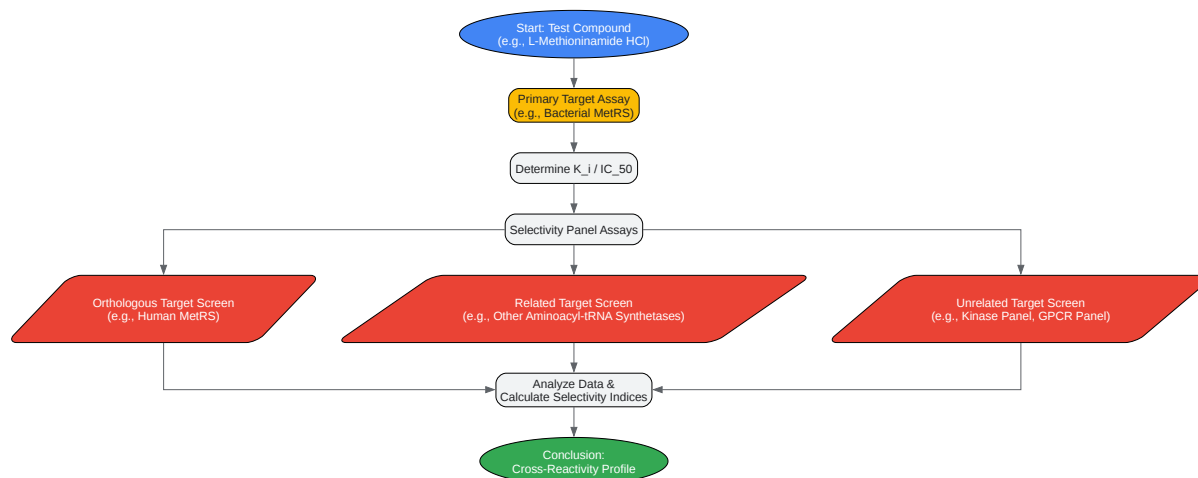 Start: Test Compound
(e.g., L-Methioninamide HCl)
Primary Target Assay
(e.g., Bacterial MetRS)
Determine K_i / IC_50
Selectivity Panel Assays
Orthologous Target Screen
(e.g., Human MetRS)
Related Target Screen
(e.g., Other Aminoacyl-tRNA Synthetases)
Unrelated Target Screen
(e.g., Kinase Panel, GPCR Panel)
Analyze Data &
Calculate Selectivity Indices
Conclusion:
Cross-Reactivity Profile